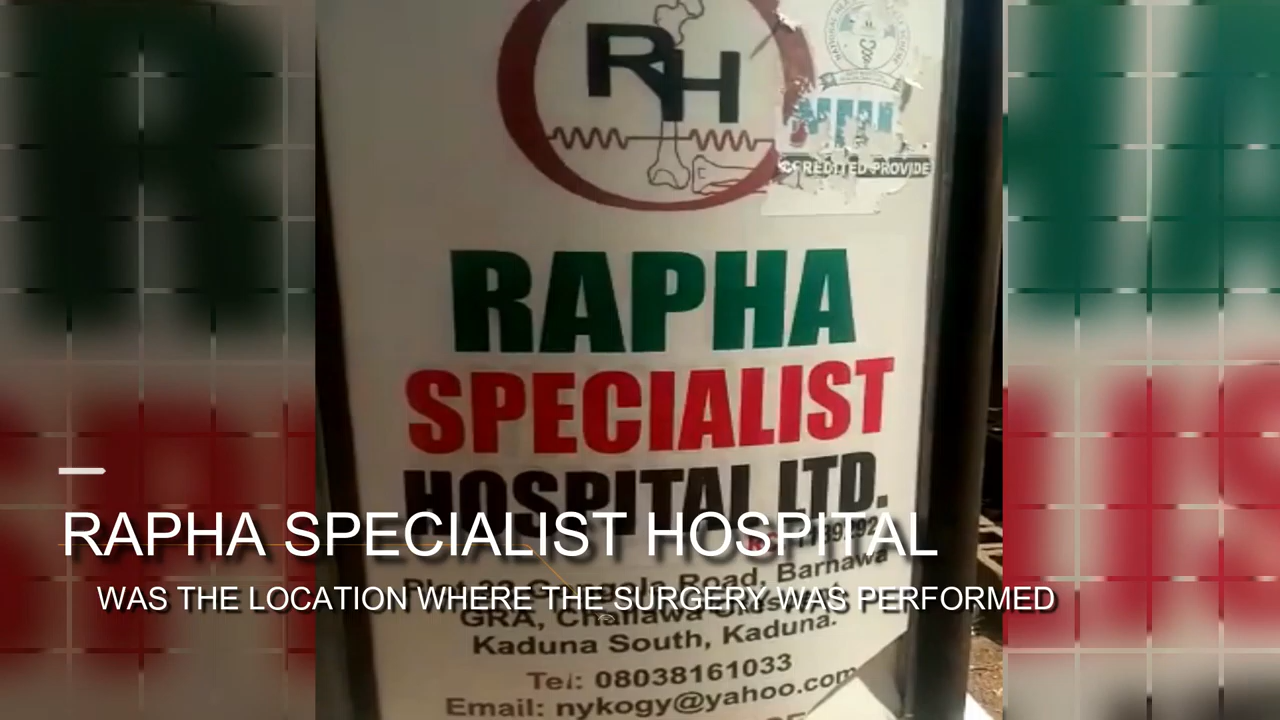 RH
CCREDITED PROVIDE
RAPHA
SPECIALIST
HOSPITAL LTD.
RAPHA SPECIALIST HOSPITAL
WAS THE LOCATION WHERE THE SURGERY WAS PERFORMED
Road, Barnawa
GRA,
Kaduna South, Kaduna.
Tel: 08038161033
Email: nykogy@yahoo.com